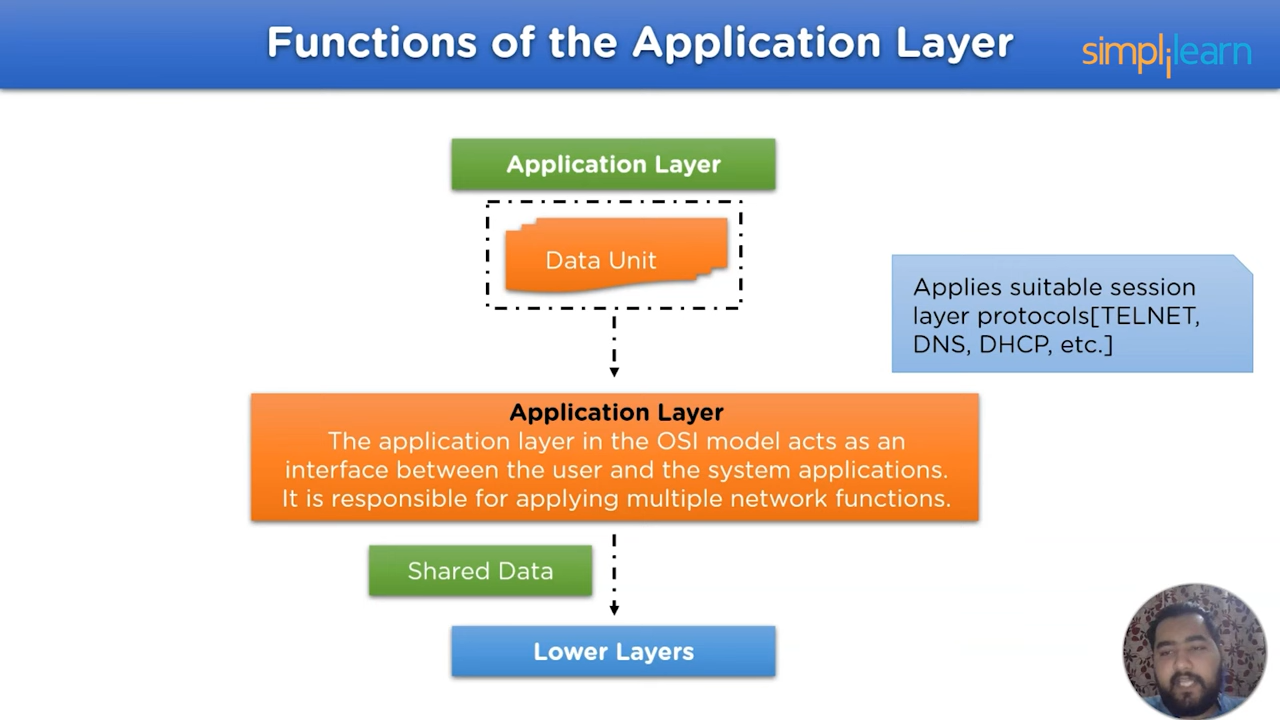 Functions of the Application Layer
simplilearn
Application Layer
Data Unit
Applies suitable session
layer protocols[TELNET,
DNS, DHCP, etc.]
Application Layer
The application layer in the OSI model acts as an
interface between the user and the system applications.
It is responsible for applying multiple network functions.
Shared Data
Lower Layers